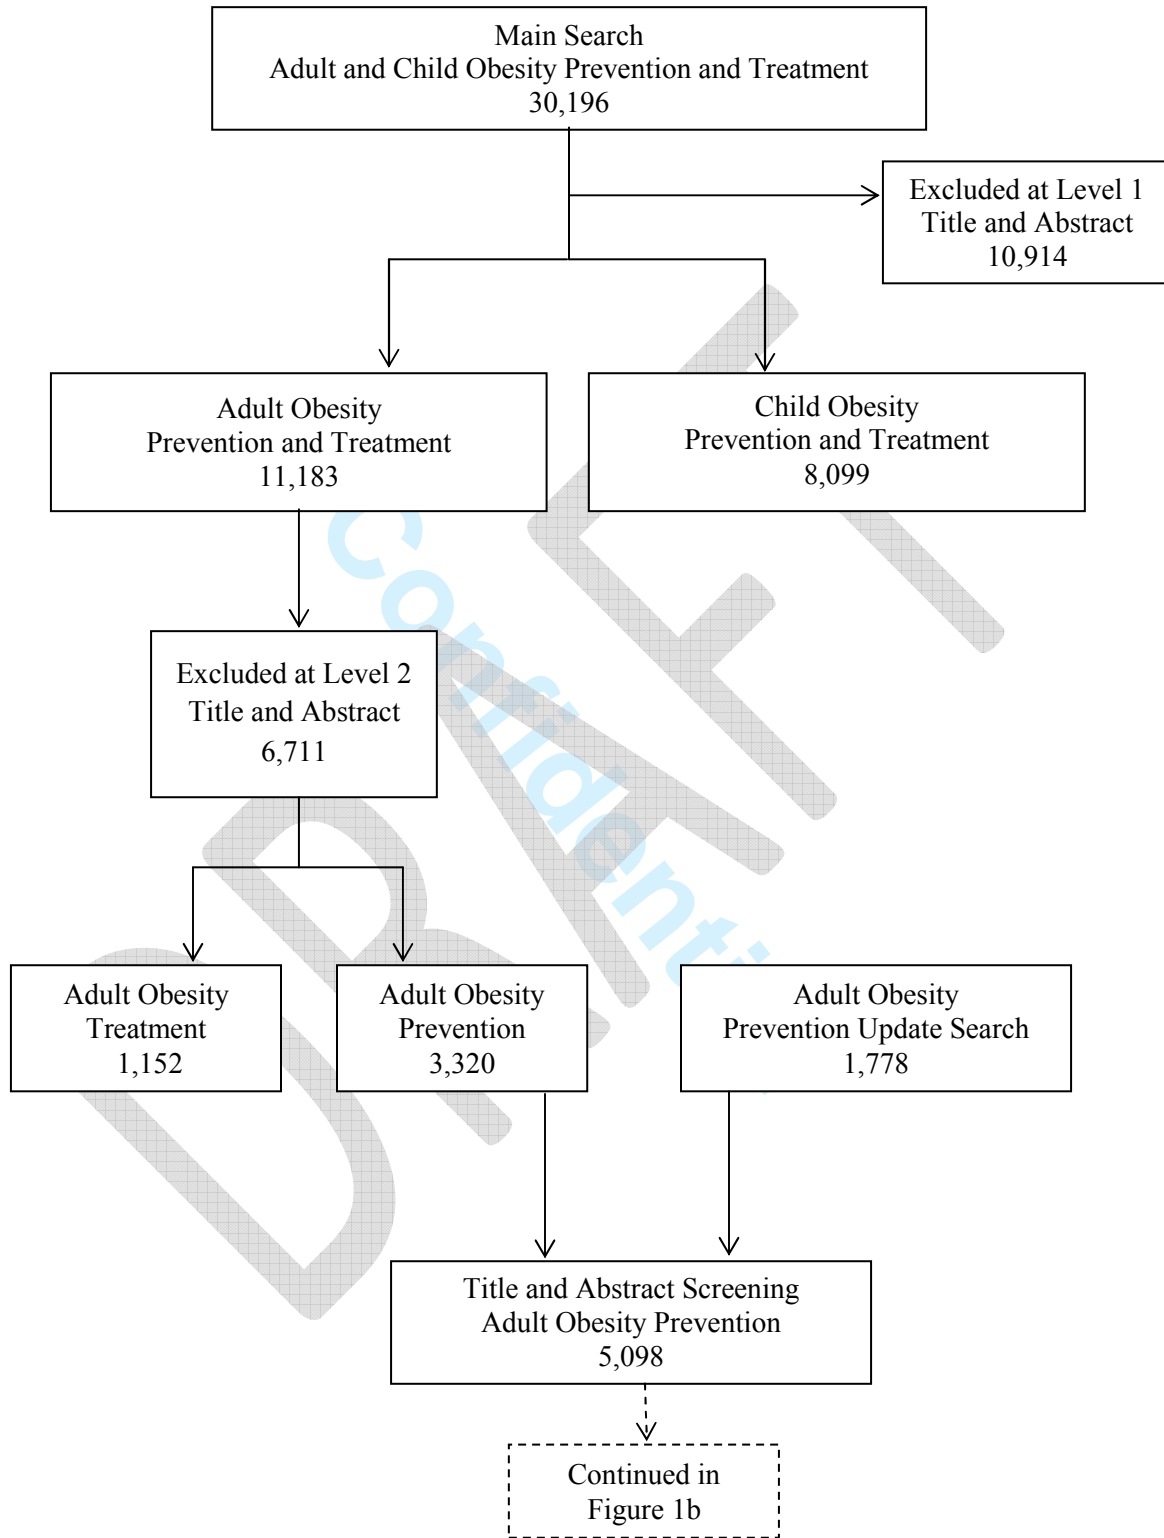 Main Search
Adult and Child Obesity Prevention and Treatment
30,196
Excluded at Level 1
Title and Abstract
10,914
Adult Obesity
Prevention and Treatment
11,183
Child Obesity
Prevention and Treatment
8,099
Excluded at Level 2
Title and Abstract
6,711
Adult Obesity
Treatment
1,152
Adult Obesity
Prevention
3,320
Adult Obesity
Prevention Update Search
1,778
Title and Abstract Screening
Adult Obesity Prevention
5,098
Continued in
Figure 1b
DRAFT